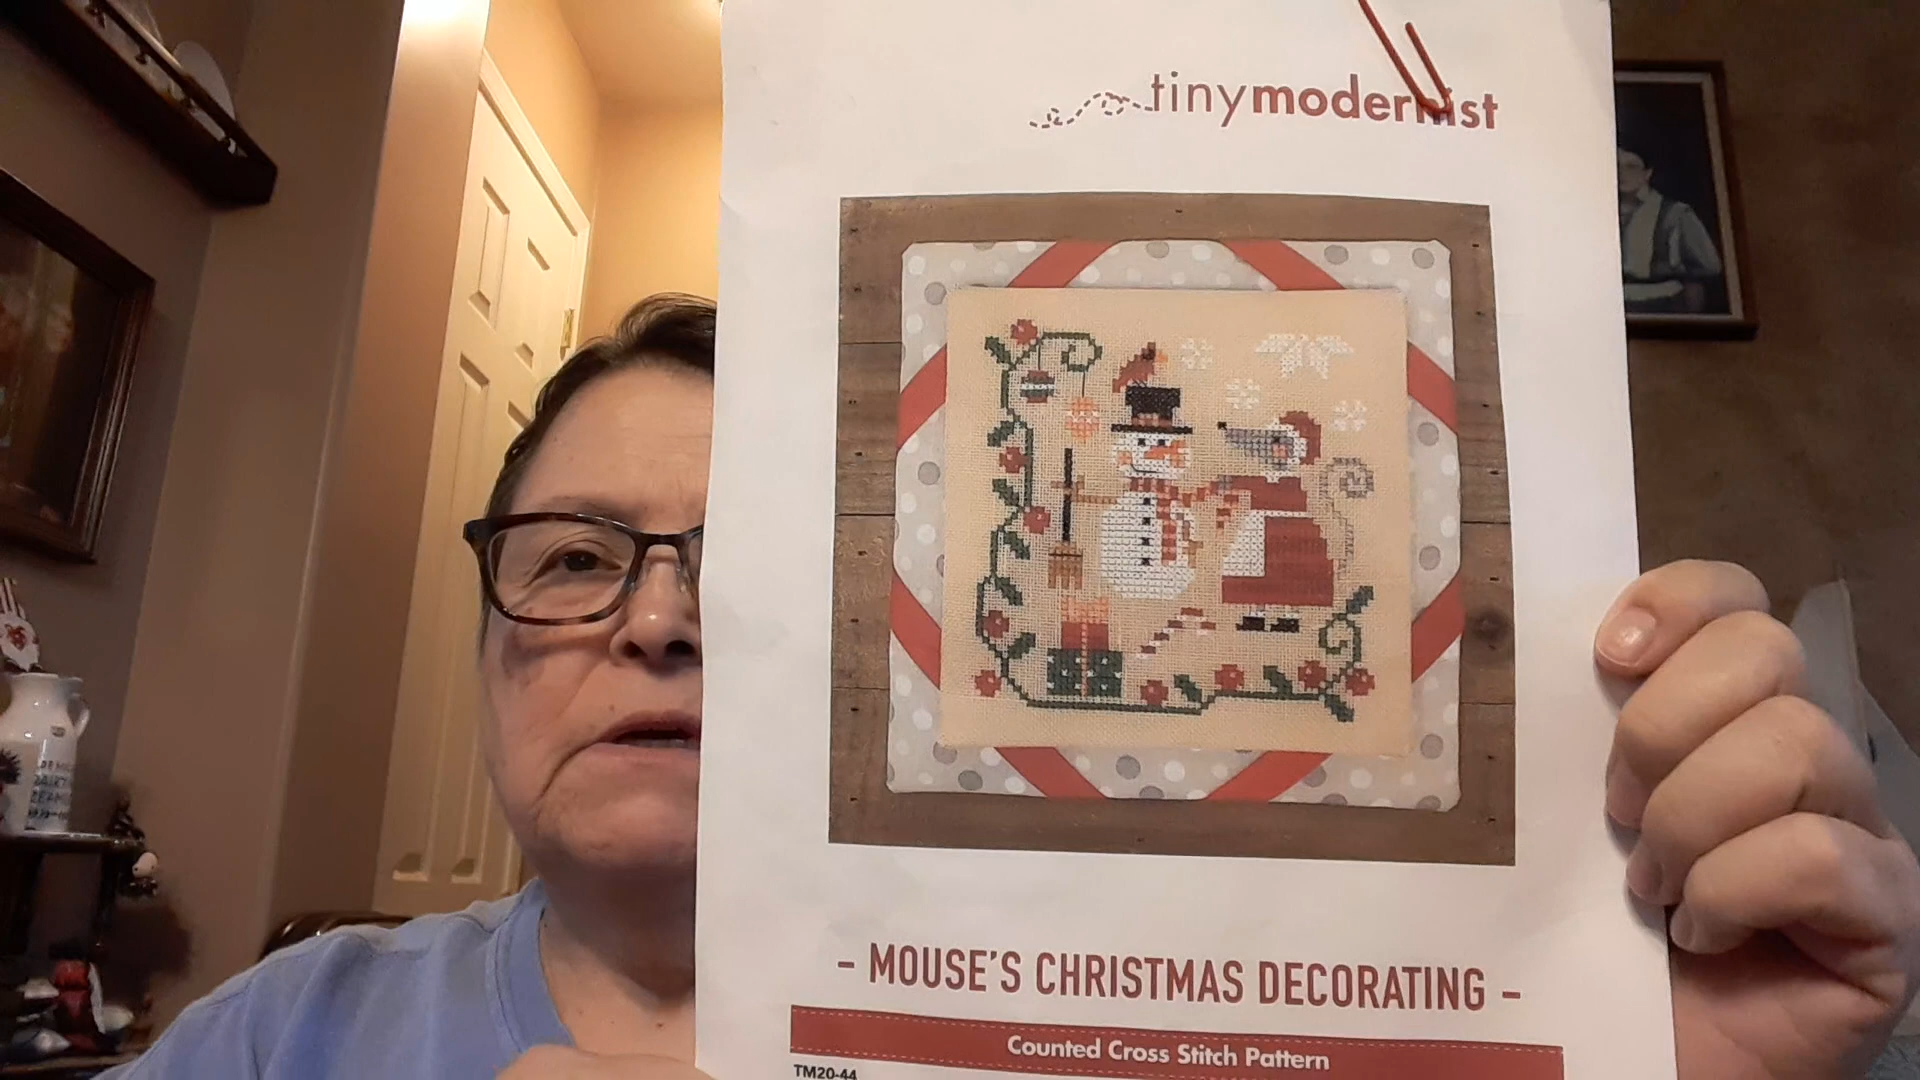 tinymodernist
- MOUSE'S CHRISTMAS DECORATING -
Counted Cross Stitch Pattern
TM20-44